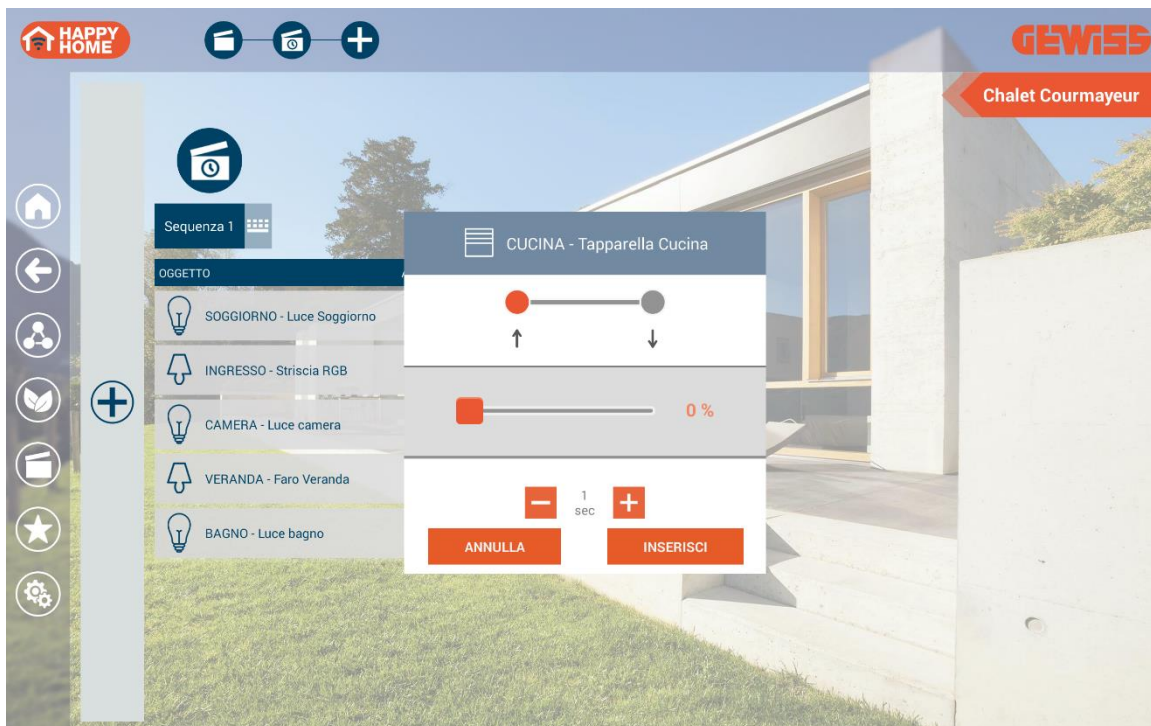 HAPPY
HOME
GEWISS
Chalet Courmayeur
Sequenza 1
OGGETTO
SOGGIORNO - Luce Soggiorno
INGRESSO - Striscia RGB
CAMERA - Luce camera
VERANDA - Faro Veranda
BAGNO - Luce bagno
CUCINA - Tapparella Cucina
0 %
1
sec
ANNULLA
INSERISCI